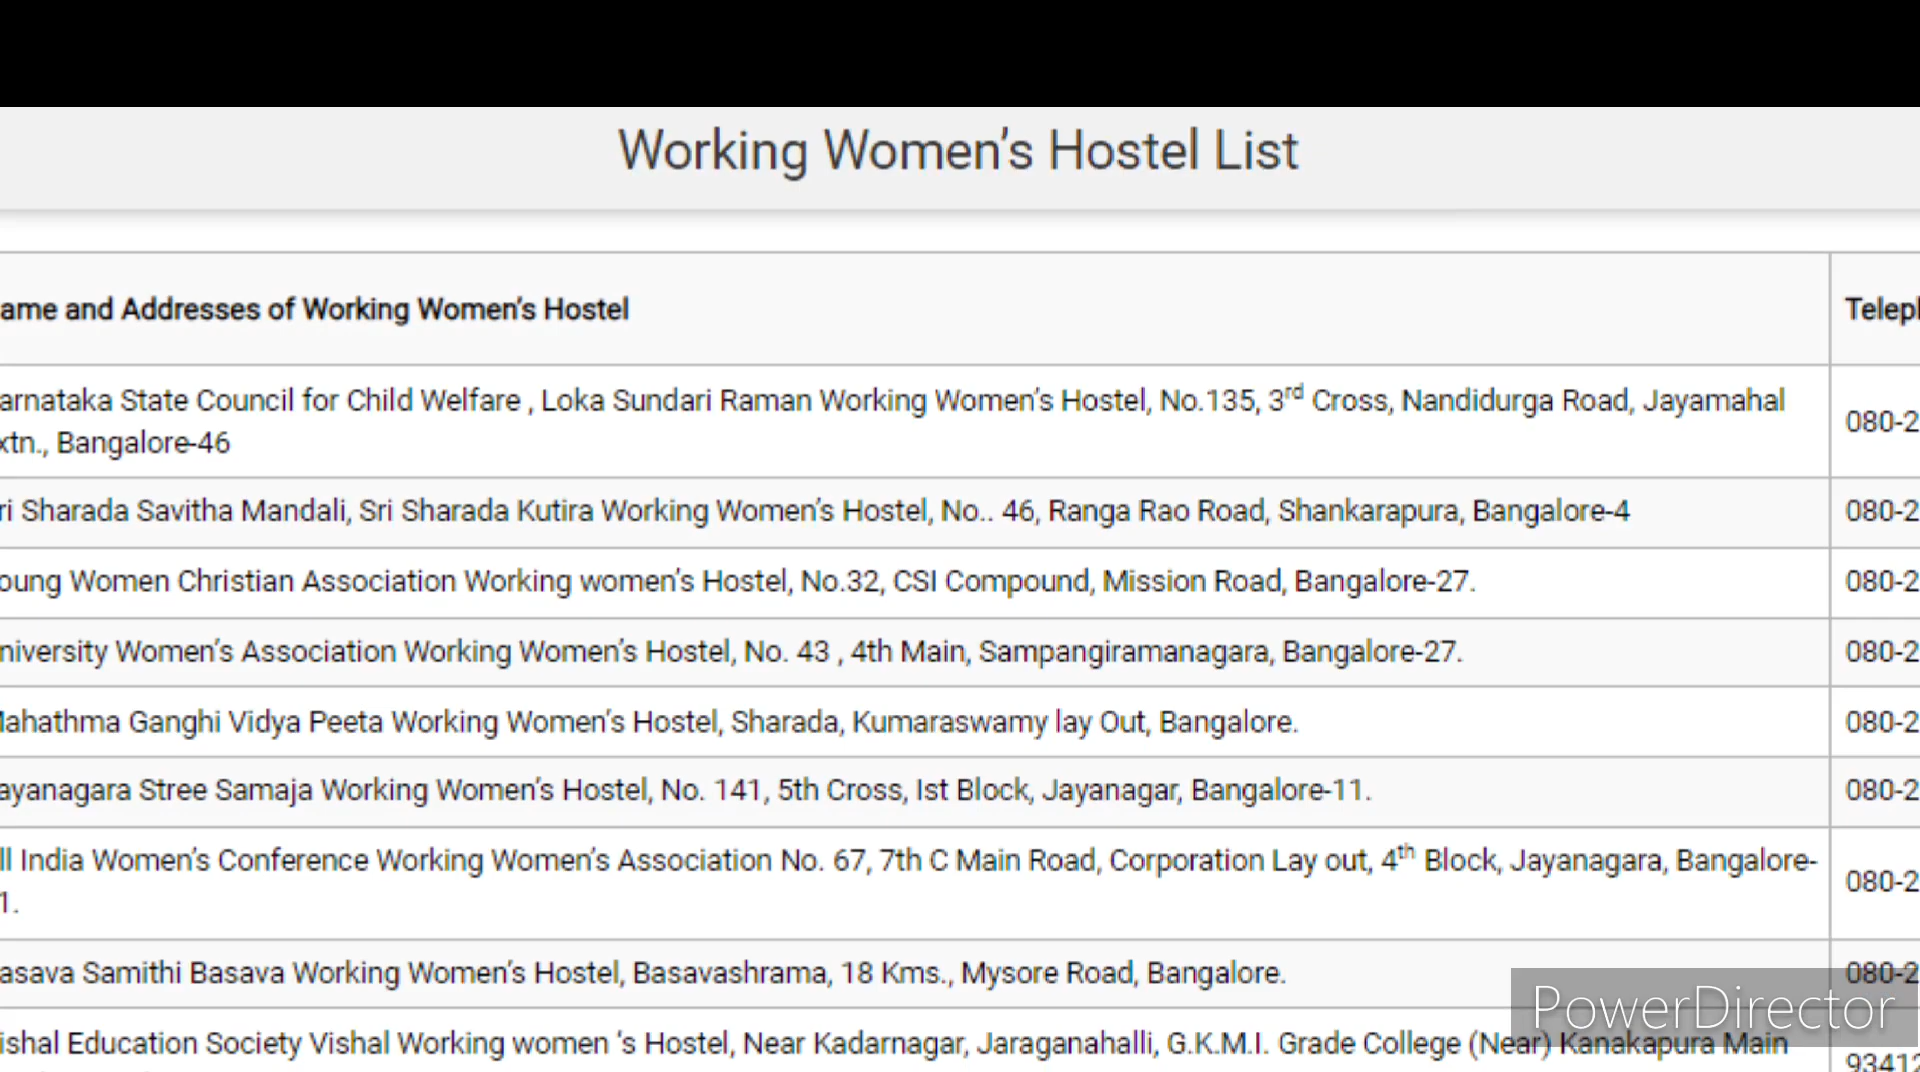 Working Women's Hostel List
ame and Addresses of Working Women's Hostel
Telepl
arnataka State Council for Child Welfare , Loka Sundari Raman Working Women's Hostel, No.135, 3rd Cross, Nandidurga Road, Jayamahal
xtn., Bangalore-46
080-2
ri Sharada Savitha Mandali, Sri Sharada Kutira Working Women's Hostel, No.. 46, Ranga Rao Road, Shankarapura, Bangalore-4
080-2
oung Women Christian Association Working women's Hostel, No.32, CSI Compound, Mission Road, Bangalore-27.
080-2
niversity Women's Association Working Women's Hostel, No. 43 , 4th Main, Sampangiramanagara, Bangalore-27.
080-2
ahathma Ganghi Vidya Peeta Working Women's Hostel, Sharada, Kumaraswamy lay Out, Bangalore.
080-2
ayanagara Stree Samaja Working Women's Hostel, No. 141, 5th Cross, Ist Block, Jayanagar, Bangalore-11.
080-2
ll India Women's Conference Working Women's Association No. 67, 7th C Main Road, Corporation Lay out, 4th Block, Jayanagara, Bangalore-
1.
080-2
asava Samithi Basava Working Women's Hostel, Basavashrama, 18 Kms., Mysore Road, Bangalore.
080-2
PowerDirector
ishal Education Society Vishal Working women 's Hostel, Near Kadarnagar, Jaraganahalli, G.K.M.I. Grade College (Near) Kanakapura Main
93412